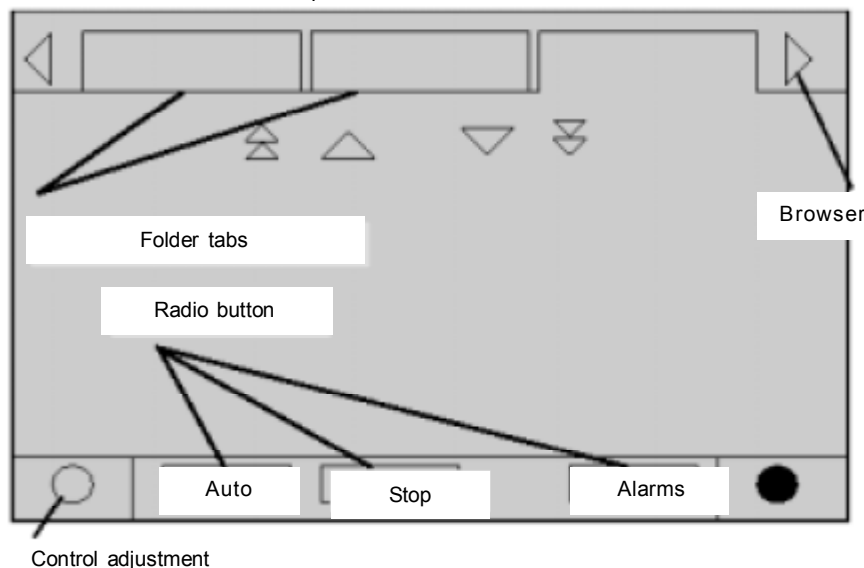 Browser
Folder tabs
Radio button
Auto
Stop
Alarms
Control adjustment